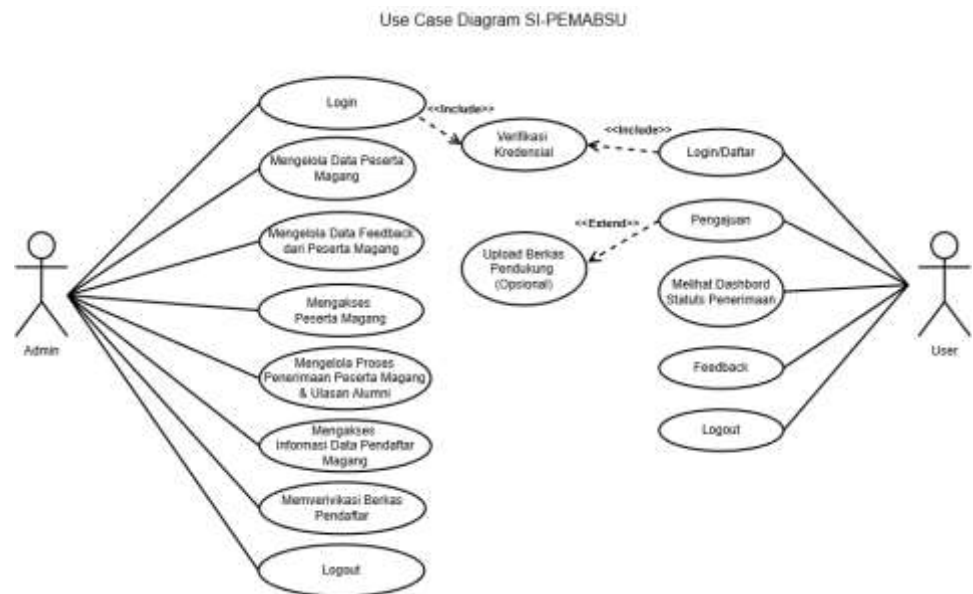 Use Case Diagram SI-PEMABSU
Login
<<Include>>
Verifikasi
Kredensial
<<Include>>
Login/Daftar
Mengelola Data Peserta
Magang
Mengelola Data Feedback
dari Peserta Magang
<<Extend>>
Pengajuan
Upload Berkas
Pendukung
(Opsional)
Melihat Dashbord
Statuts Penerimaan
Mengakses
Peserta Magang
Admin
User
Mengelola Proses
Penerimaan Peserta Magang
& Ulasan Alumni
Feedback
Mengakses
Informasi Data Pendaftar
Magang
Logout
Memverivikasi Berkas
Pendaftar
Logout